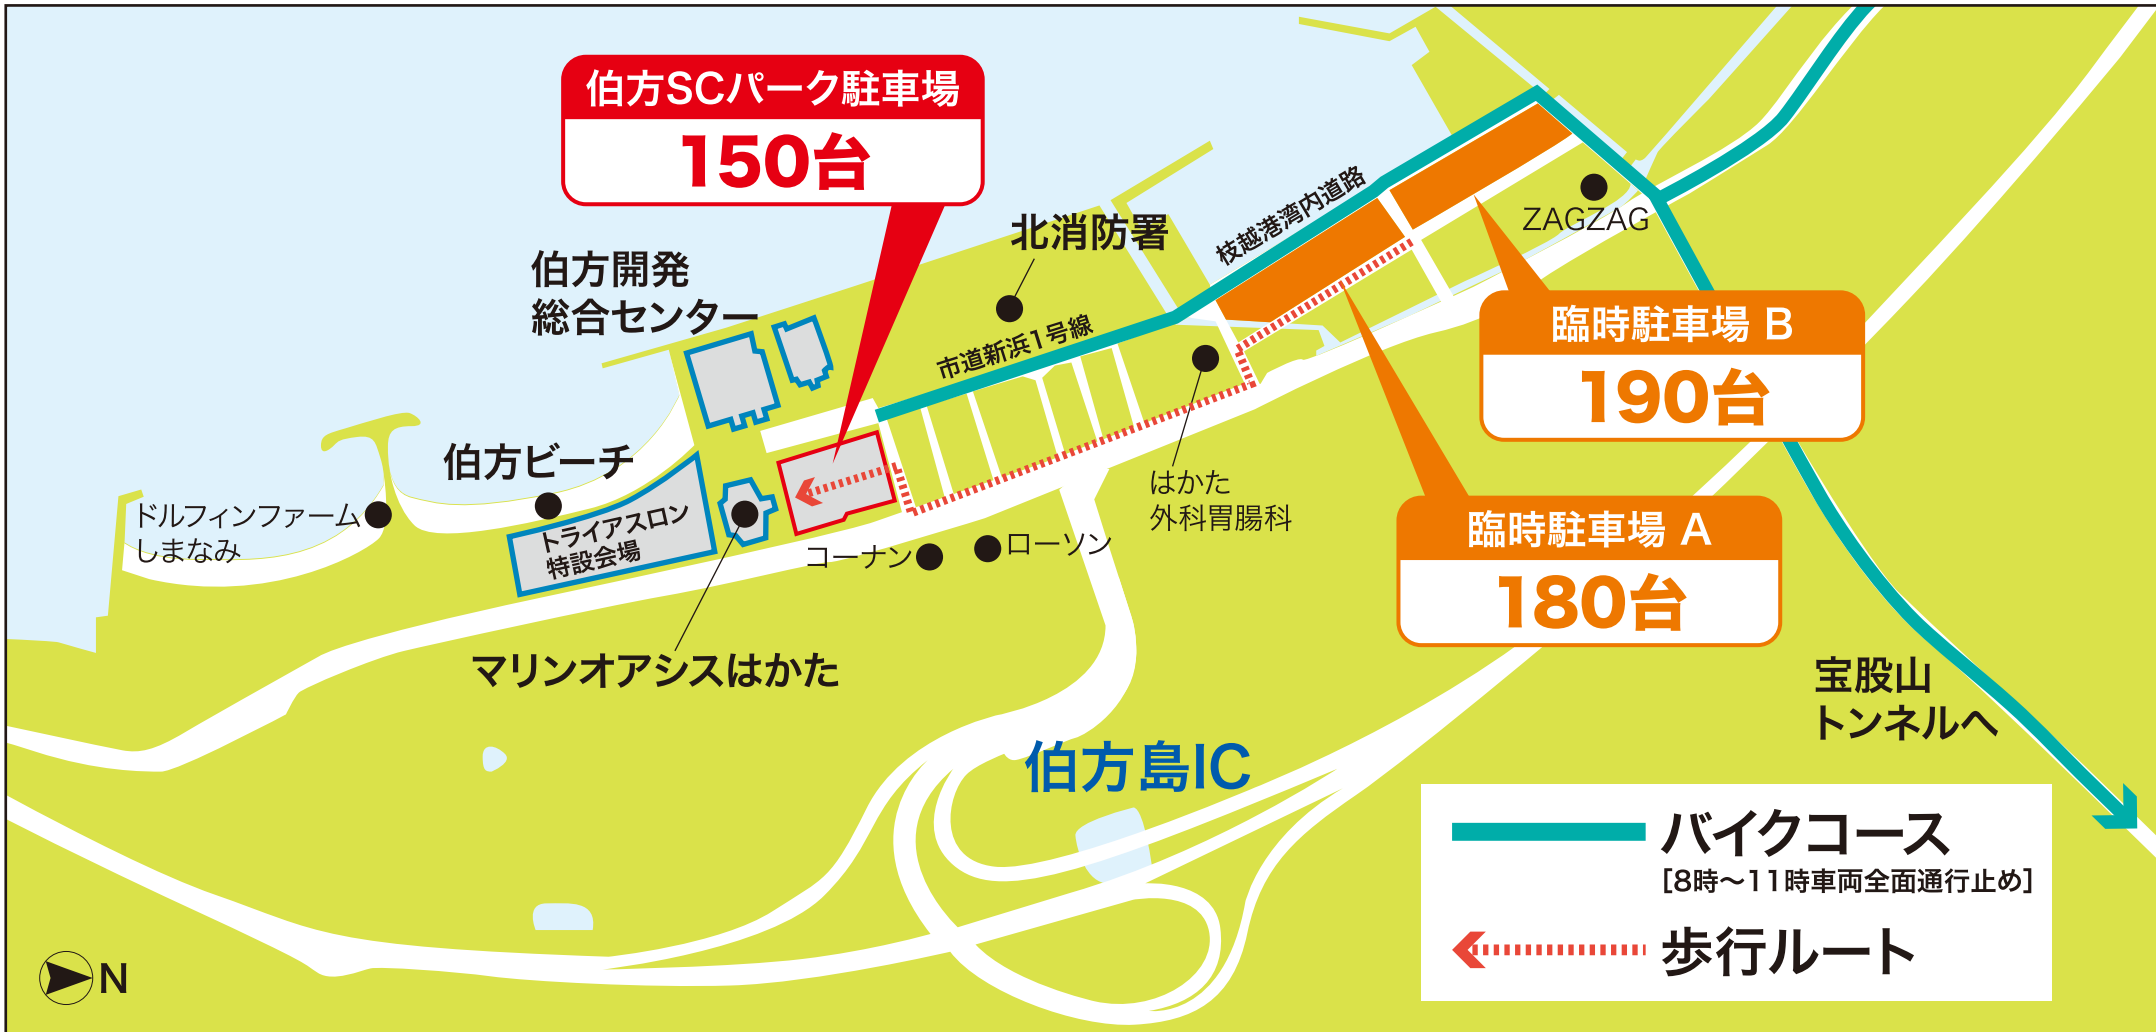 伯方SCパーク駐車場
150台
伯方開発
総合センター
北消防署
枝越港湾内道路
市道新浜1号線
ZAGZAG
臨時駐車場 B
190台
伯方ビーチ
ドルフィンファーム
しまなみ
トライアスロン
特設会場
はかた
外科胃腸科
コーナン
ローソン
臨時駐車場 A
180台
マリンオアシスはかた
宝股山
トンネルへ
伯方島IC
バイクコース
[8時〜11時車両全面通行止め]
歩行ルート
N